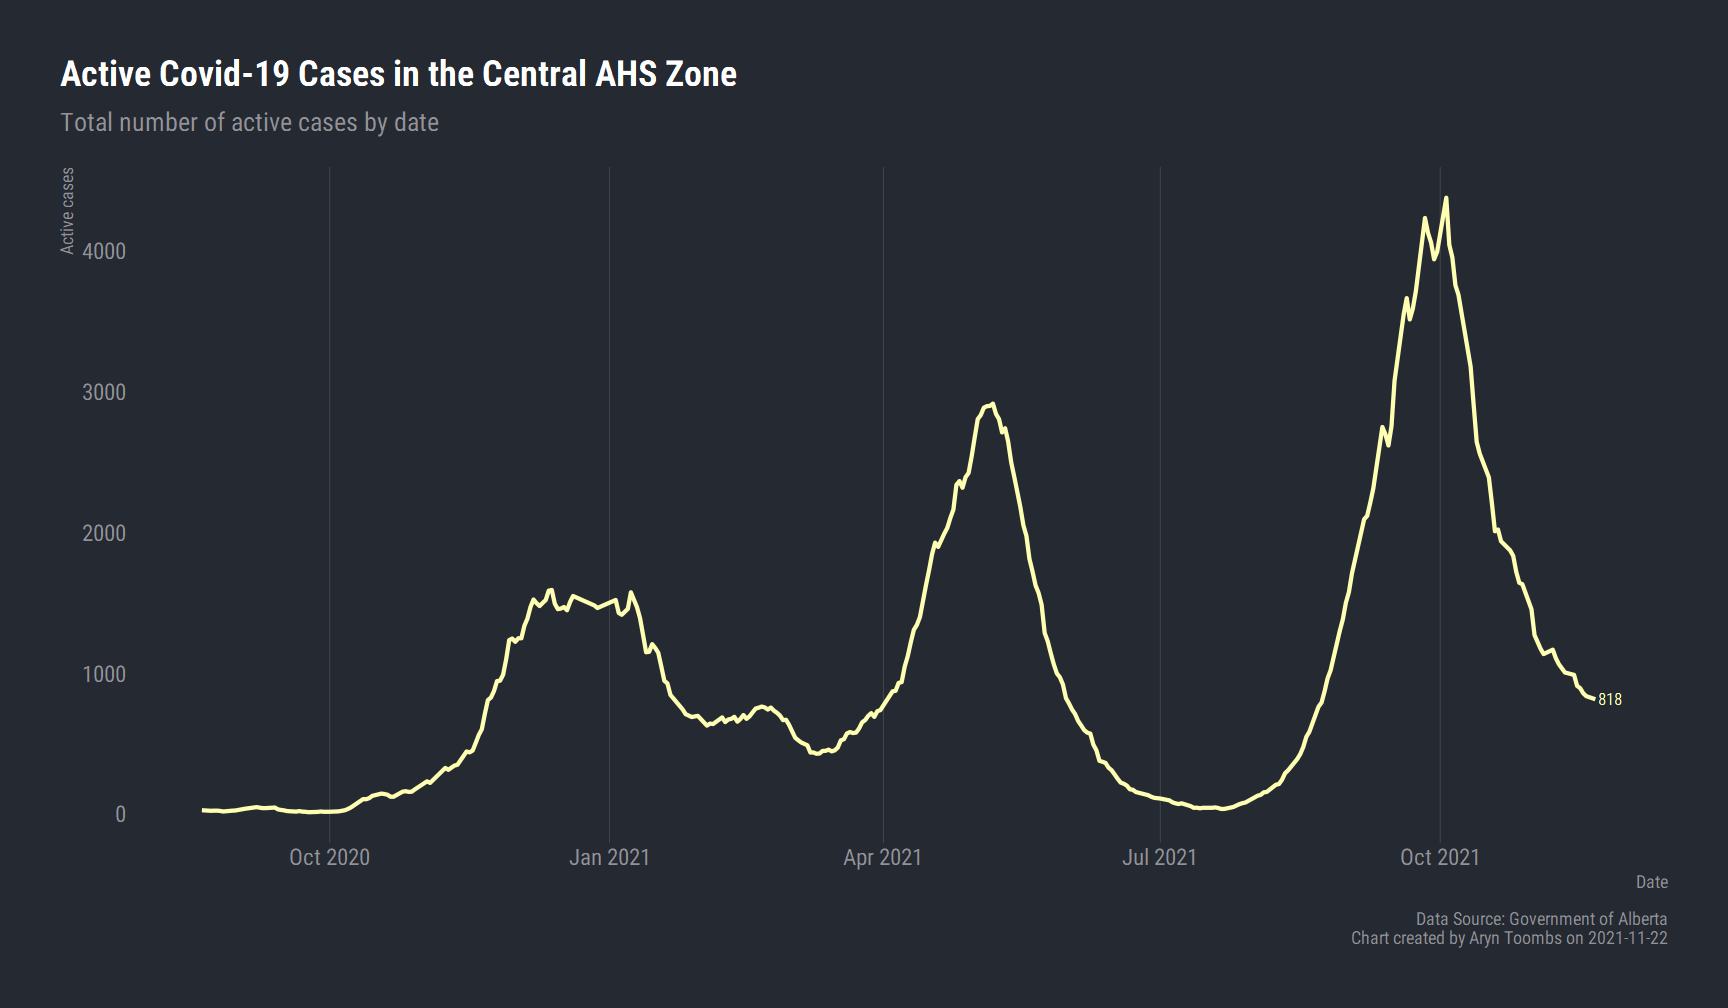 Active Covid-19 Cases in the Central AHS Zone
Total number of active cases by date
Active cases
4000
3000
2000
1000
0
818
Oct 2020
Jan 2021
Apr 2021
Jul 2021
Oct 2021
Date
Data Source: Government of Alberta
Chart created by Aryn Toombs on 2021-11-22